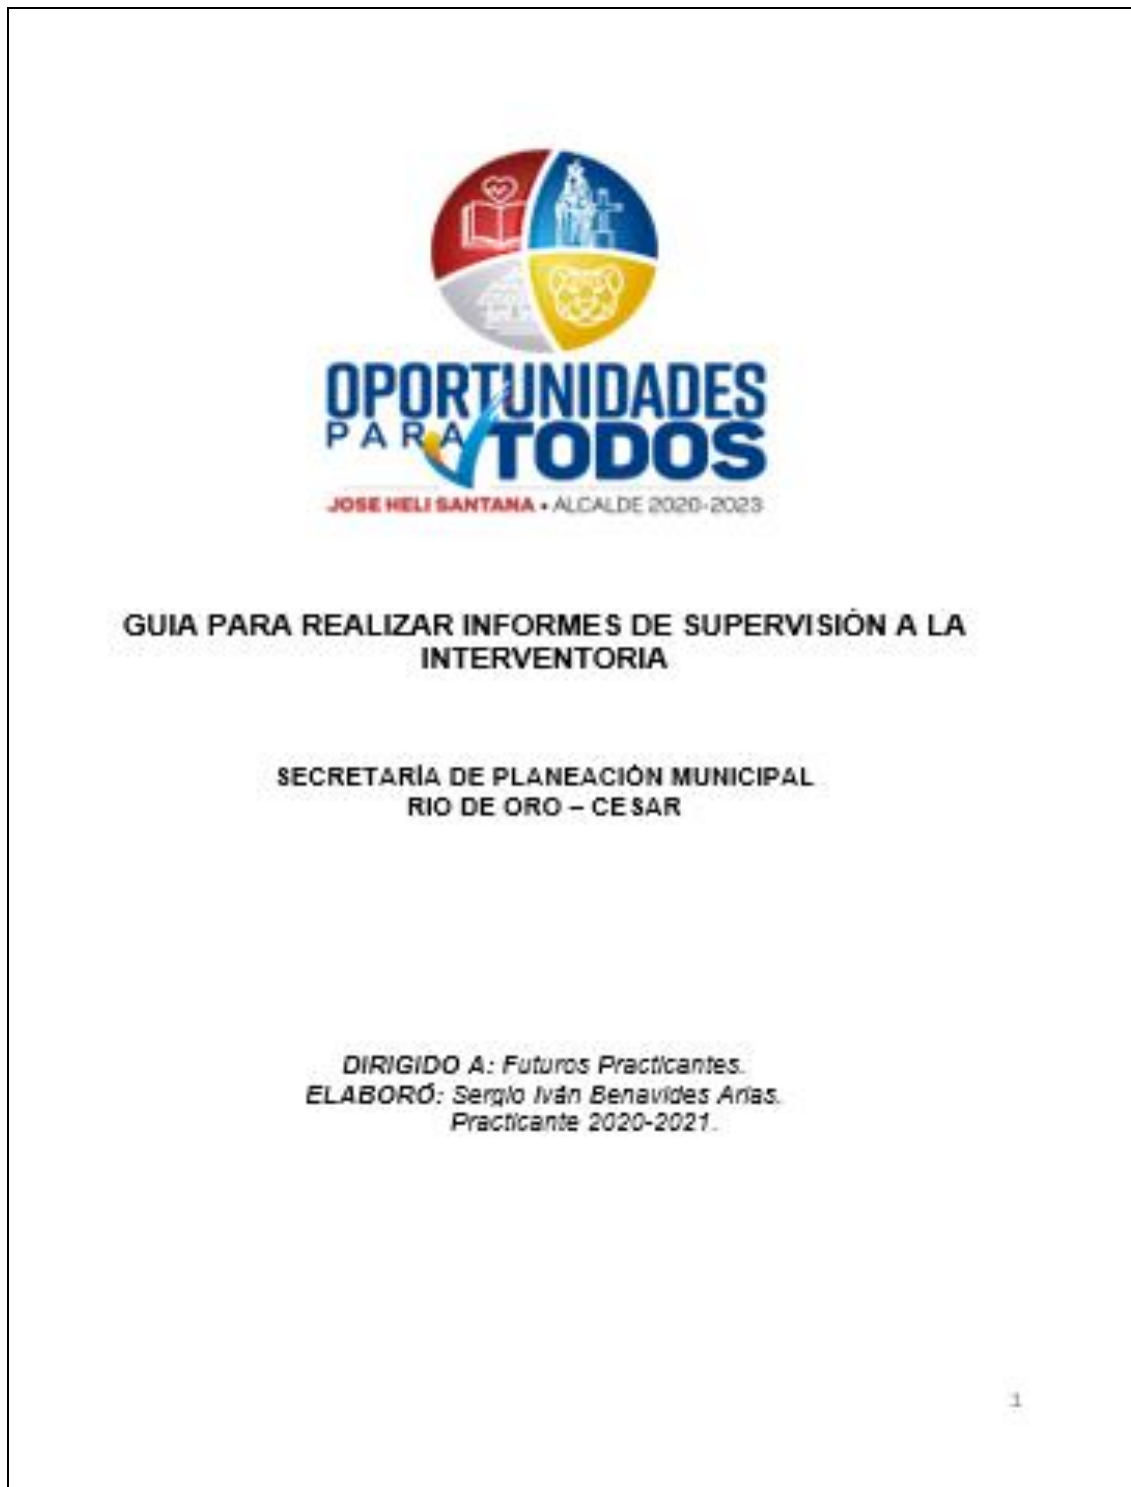 OPORTUNIDADES
PARA TODOS
JOSE HELI SANTANA • ALCALDE 2020-2023
GUIA PARA REALIZAR INFORMES DE SUPERVISIÓN A LA
INTERVENTORIA
SECRETARÍA DE PLANEACIÓN MUNICIPAL
RIO DE ORO – CESAR
DIRIGIDO A: Futuros Practicantes.
ELABORÓ: Sergio Iván Benavides Arias.
Practicante 2020-2021.
1